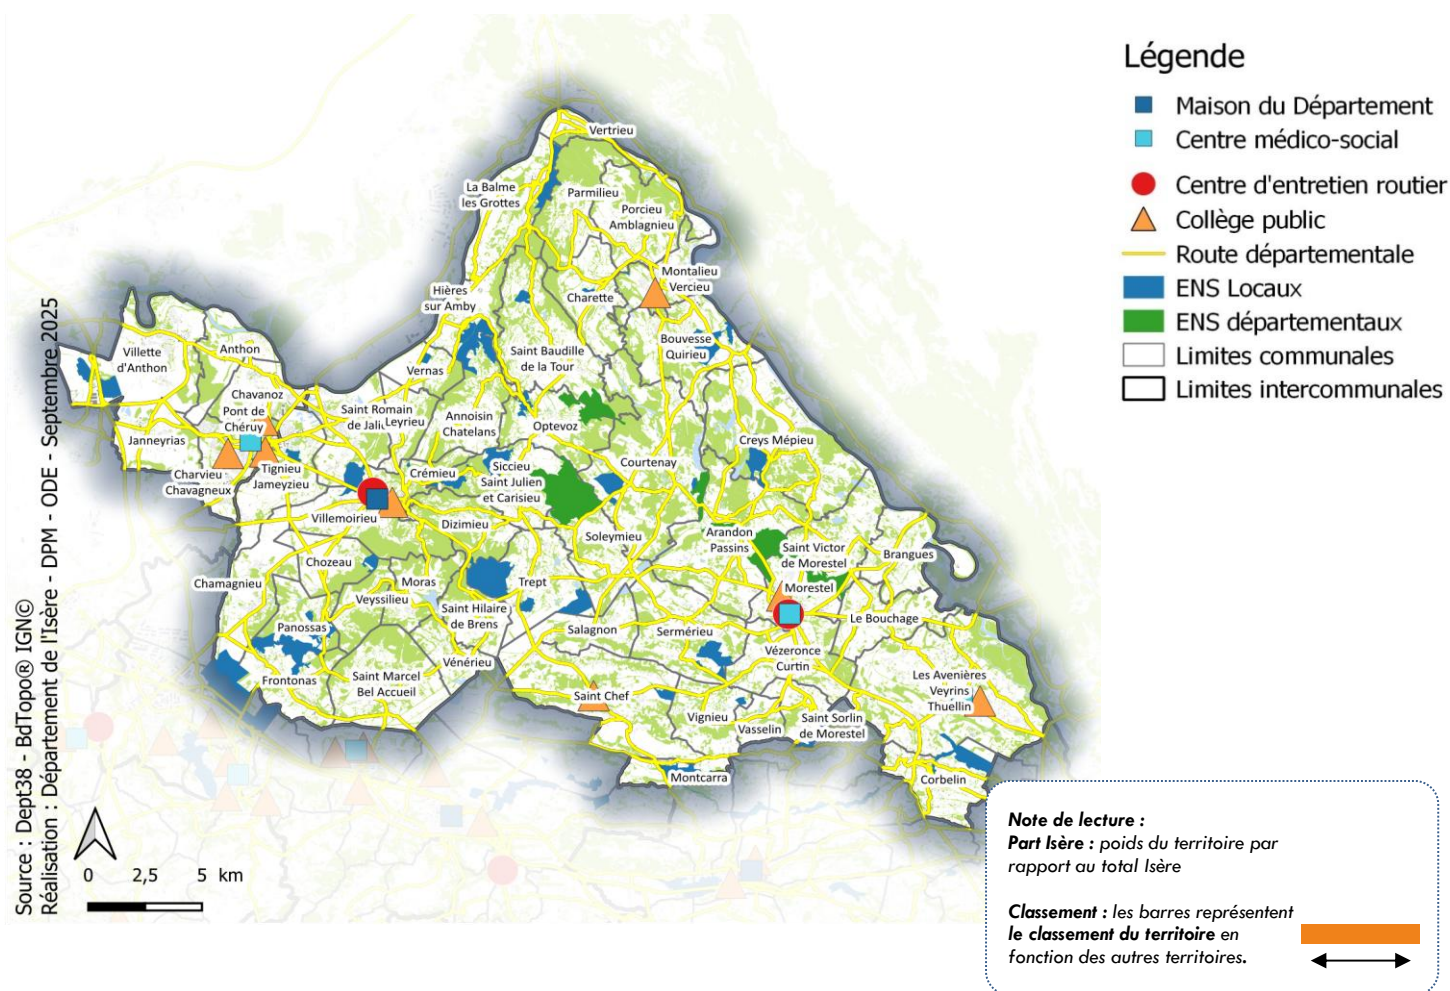 Légende
Maison du Département
Centre médico-social
Centre d'entretien routier
Collège public
Route départementale
ENS Locaux
ENS départementaux
Limites communales
Limites intercommunales
Vertrieu
La Balme
les Grottes
Parmilieu
Porcieu
Amblagnieu
Montalieu
Vercieu
Hières
sur Amby
Charette
Bouvesse
Quirieu
Villette
d'Anthon
Anthon
Saint Baudille
de la Tour
Vernas
Chavanoz
Pont de
Chéruy
Saint Romain
de Jali
Leyrieu
Annoisin
Chatelans
Optevoz
Janneyrias
Creys Mépieu
Charvieu
Chavagneux
Tignieu
Jameyzieu
Crémieu
Siccieu
Saint Julien
et Carisieu
Courtenay
Villemoirieu
Dizimieu
Soleymieu
Arandon
Passins
Saint Victor
de Morestel
Brangues
Chozeau
Chamagnieu
Moras
Trept
Morestel
Veyssilieu
Saint Hilaire
de Brens
Le Bouchage
Panossas
Salagnon
Sermérieu
Vézeronce
Curtin
Vénérieu
Frontonas
Saint Marcel
Bel Accueil
Les Avenières
Veyrins
Thuellin
Saint Chef
Vignieu
Vasselin
Saint Sorlin
de Morestel
Montcarra
Corbelin
Source : Dept38 - BdTopo® IGN©
Réalisation : Département de l'Isère - DPM - ODE - Septembre 2025
0 2,5 5 km
Note de lecture :
Part Isère : poids du territoire par
rapport au total Isère
Classement : les barres représentent
le classement du territoire en
fonction des autres territoires.